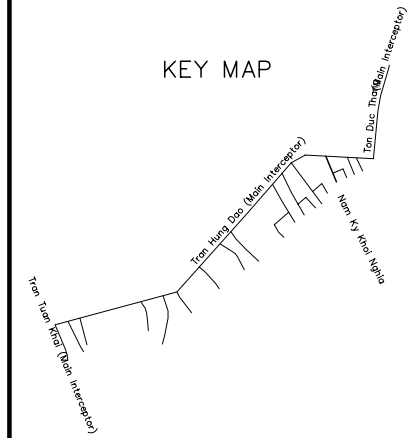 KEY MAP
Ton Duc Thang (Main Interceptor)
Tran Hung Dao (Main Interceptor)
Nam Ky Khoi Nghia
Tran Tuan Khai (Main Interceptor)